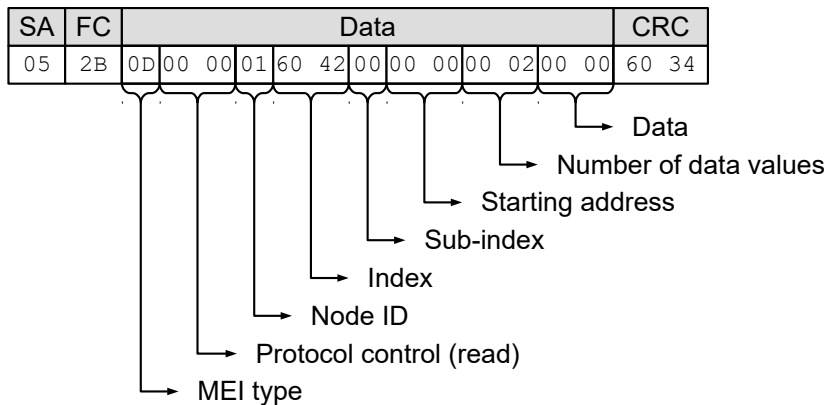 SA FC Data CRC
05 2B 0D 00 00 01 60 42 00 00 00 00 02 00 00 60 34
Data
Number of data values
Starting address
Sub-index
Index
Node ID
Protocol control (read)
MEI type